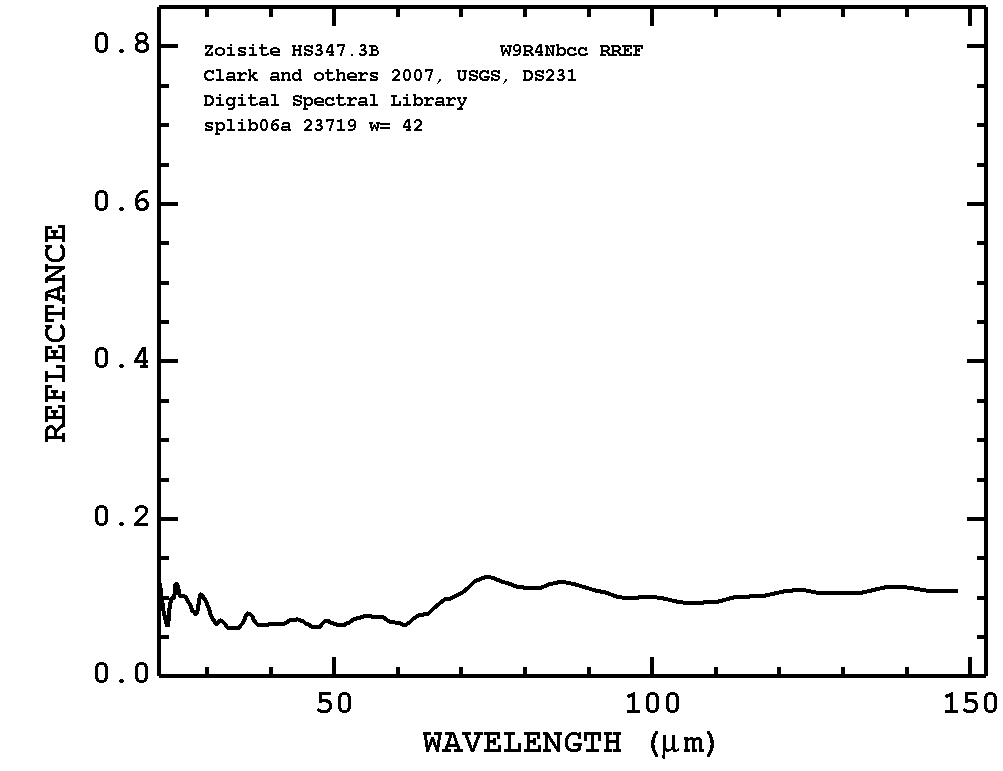 0.8
Zoisite HS347.3B W9R4Nbcc RREF
Clark and others 2007, USGS, DS231
Digital Spectral Library
splib06a 23719 w= 42
0.6
REFLECTANCE
0.4
0.2
0.0
50 100 150
WAVELENGTH (μm)